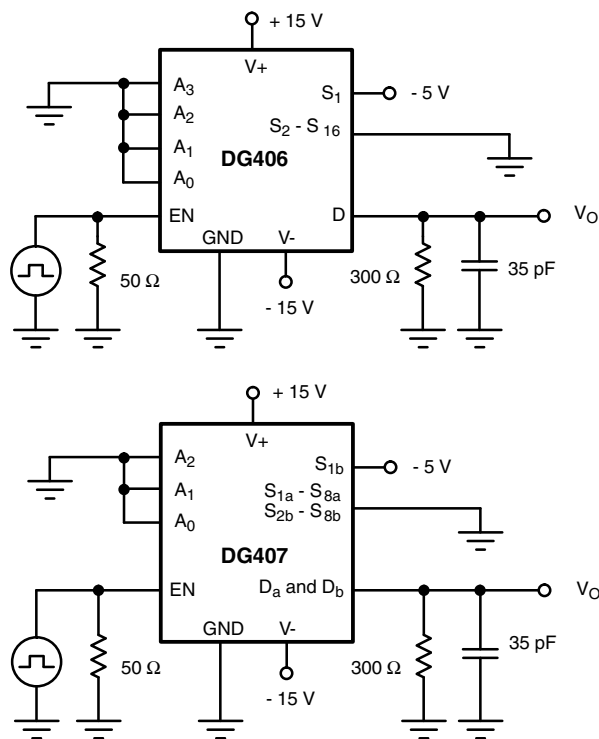 + 15 V
V+
A3
A2
A1
A0
S1
- 5 V
S2 - S 16
DG406
EN
D
VO
GND
V-
50 Ω
300 Ω
35 pF
- 15 V
+ 15 V
V+
A2
A1
A0
S1b
- 5 V
S1a - S8a
S2b - S8b
DG407
EN
Da and Db
VO
GND
V-
50 Ω
300 Ω
35 pF
- 15 V